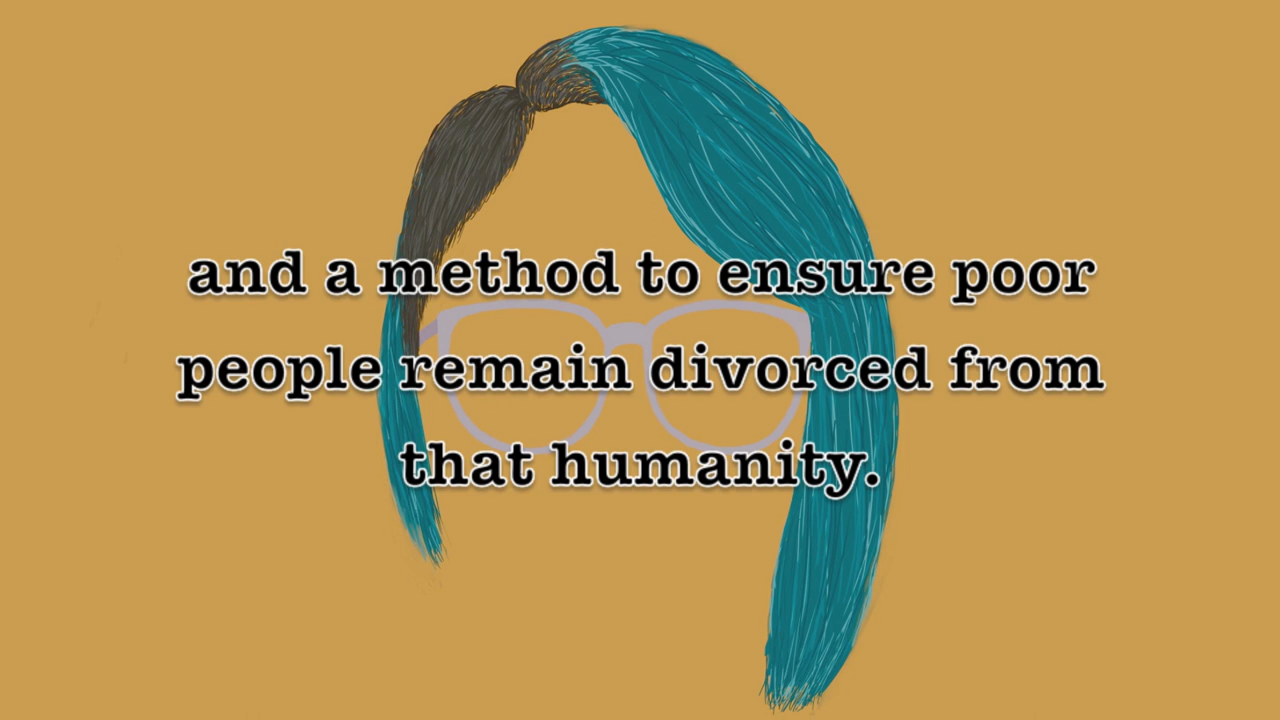 and a method to ensure poor
people remain divorced from
that humanity.